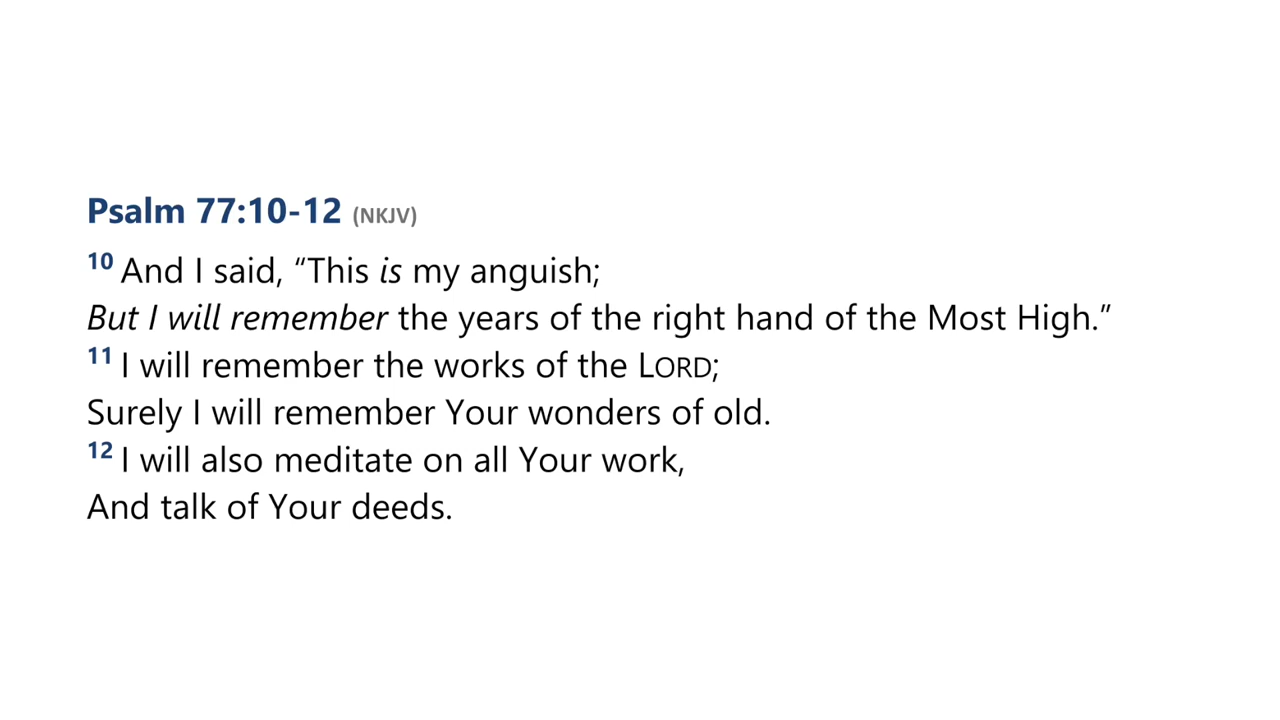 Psalm 77:10-12 (NKJV)
10 And I said, “This is my anguish;
But I will remember the years of the right hand of the Most High.”
11 I will remember the works of the LORD;
Surely I will remember Your wonders of old.
12 I will also meditate on all Your work,
And talk of Your deeds.